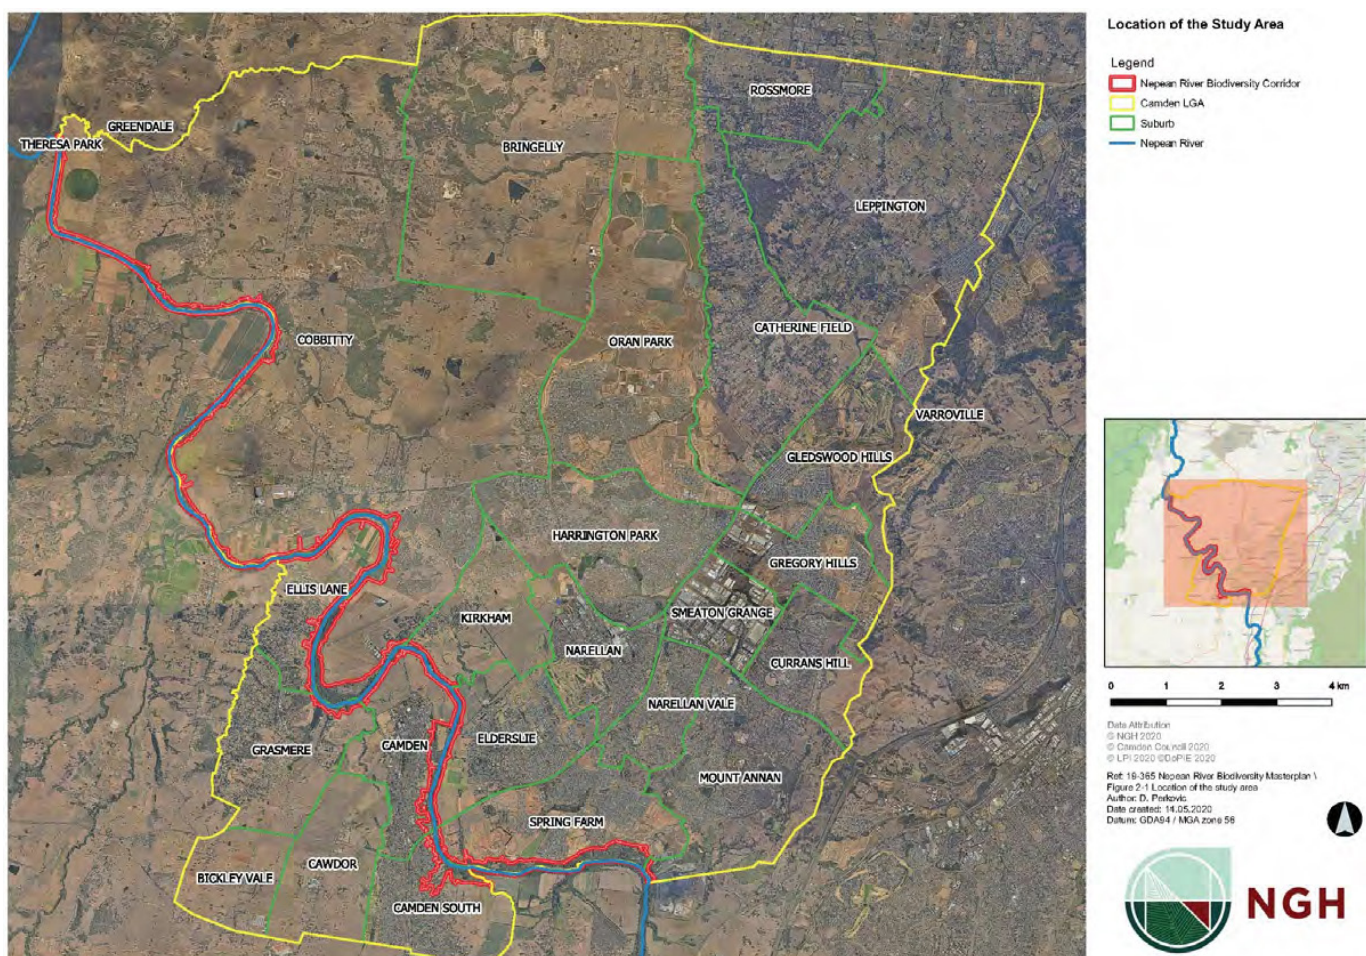 Location of the Study Area
Legend
Nepean River Biodiversity Corridor
Camden LGA
Suburb
Nepean River
ROSSMORE
GREENDALE
THERESA PARK
BRINGELLY
LEPPINGTON
COBBITTY
ORAN PARK
CATHERINE FIELD
VARROVILLE
GLEDSWOOD HILLS
HARRINGTON PARK
GREGORY HILLS
ELLIS LANE
KIRKHAM
SMEATON GRANGE
NARELLAN
CURRANS HILL
NARELLAN VALE
GRASMERE
CAMDEN
ELDERSLIE
MOUNT ANNAN
SPRING FARM
CAWDOR
BICKLEY VALE
CAMDEN SOUTH
0 1 2 3 4 km
Data Attribution
© NGH 2020
© Camden Council 2020
© LPI 2020 ©DoPIE 2020
Ref: 19-365 Nepean River Biodiversity Masterplan \
Figure 2-1 Location of the study area
Author: D. Perkovic
Date created: 14.05.2020
Datum: GDA94 / MGA zone 56
NGH